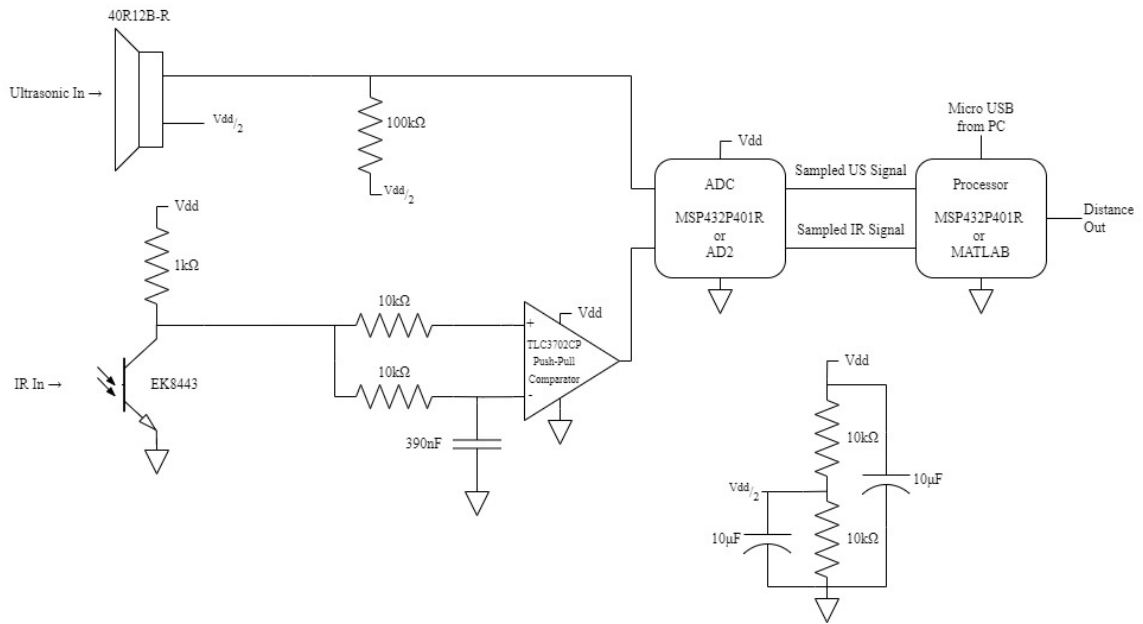 40R12B-R
Ultrasonic In →
Vdd/2
100kΩ
Vdd/2
Vdd
1kΩ
IR In →
EK8443
10kΩ
10kΩ
390nF
+
-
TLC3702CP
Push-Pull
Comparator
Vdd
Vdd
ADC
MSP432P401R
or
AD2
Sampled US Signal
Sampled IR Signal
Micro USB
from PC
Processor
MSP432P401R
or
MATLAB
Distance
Out
Vdd
10kΩ
10μF
Vdd/2
10μF
10kΩ